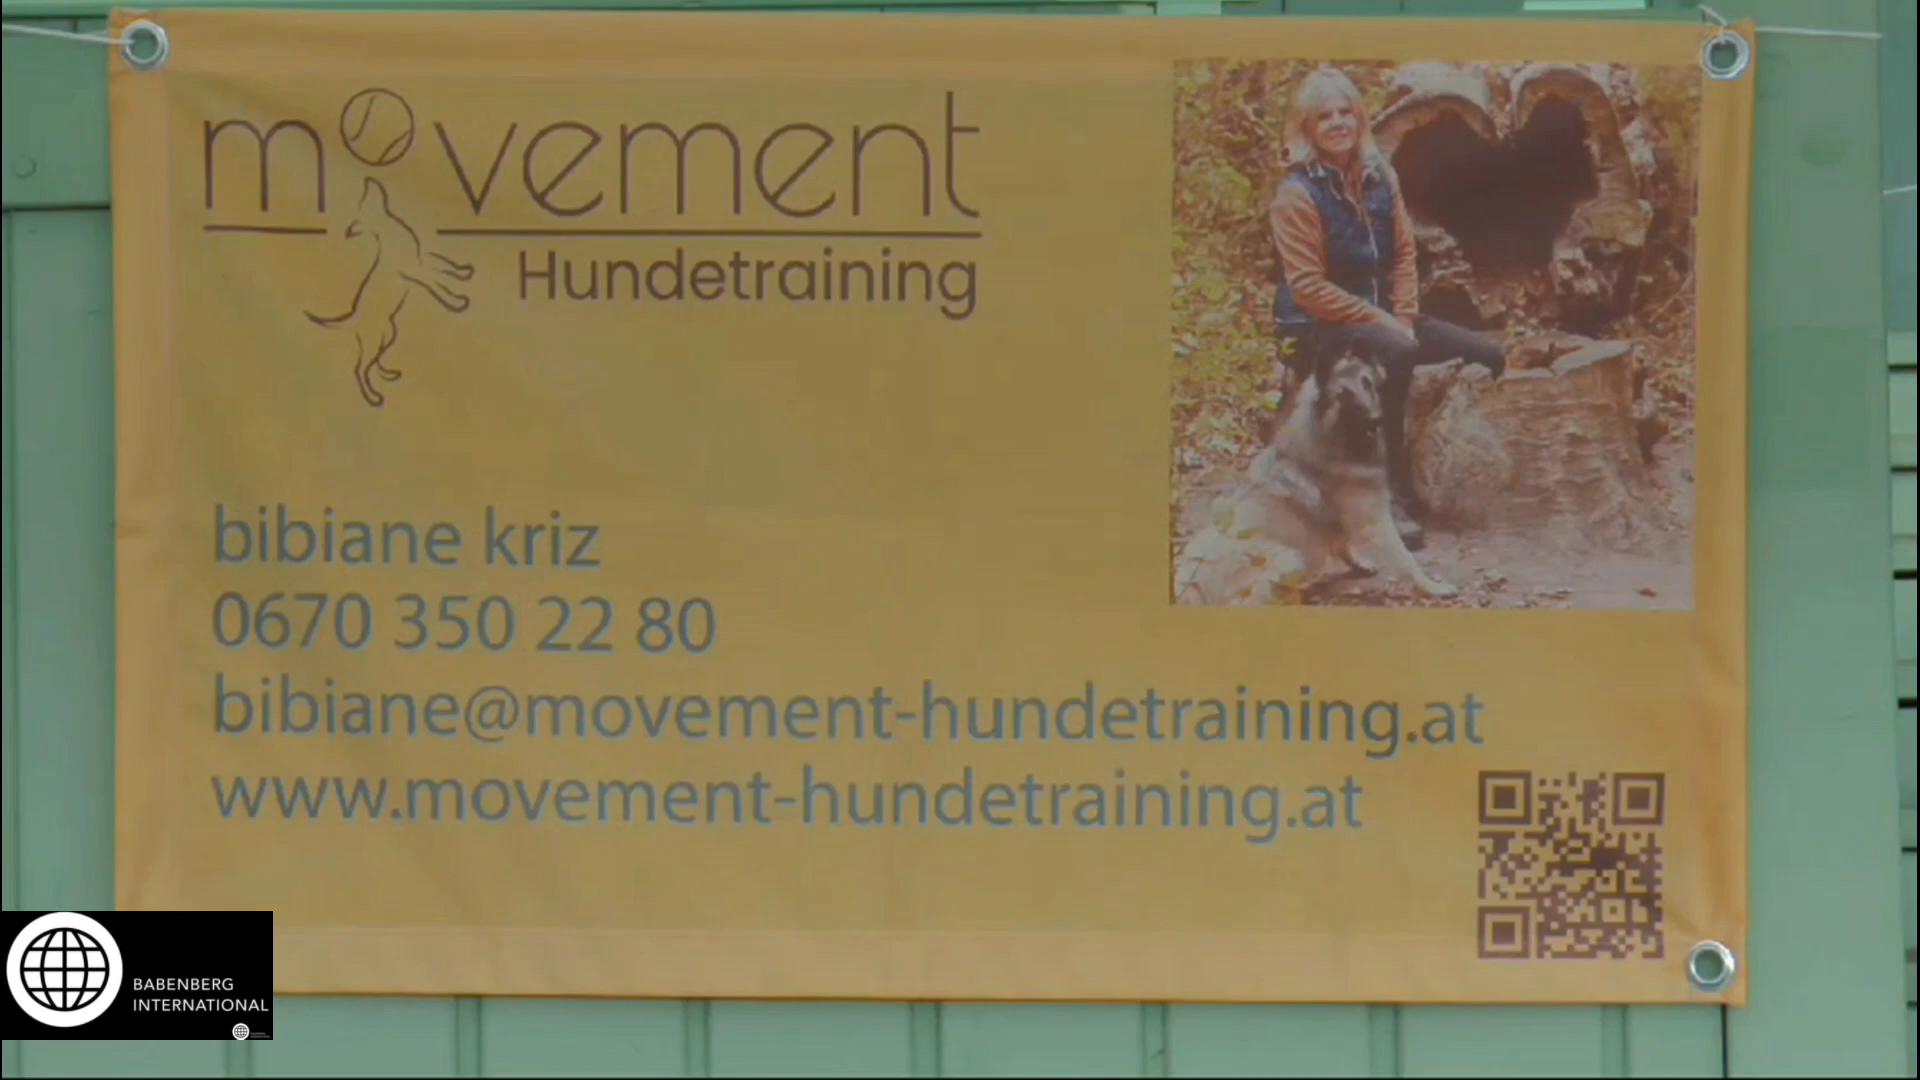 movement
Hundetraining
bibiane kriz
0670 350 22 80
bibiane@movement-hundetraining.at
www.movement-hundetraining.at
BABENBERG
INTERNATIONAL